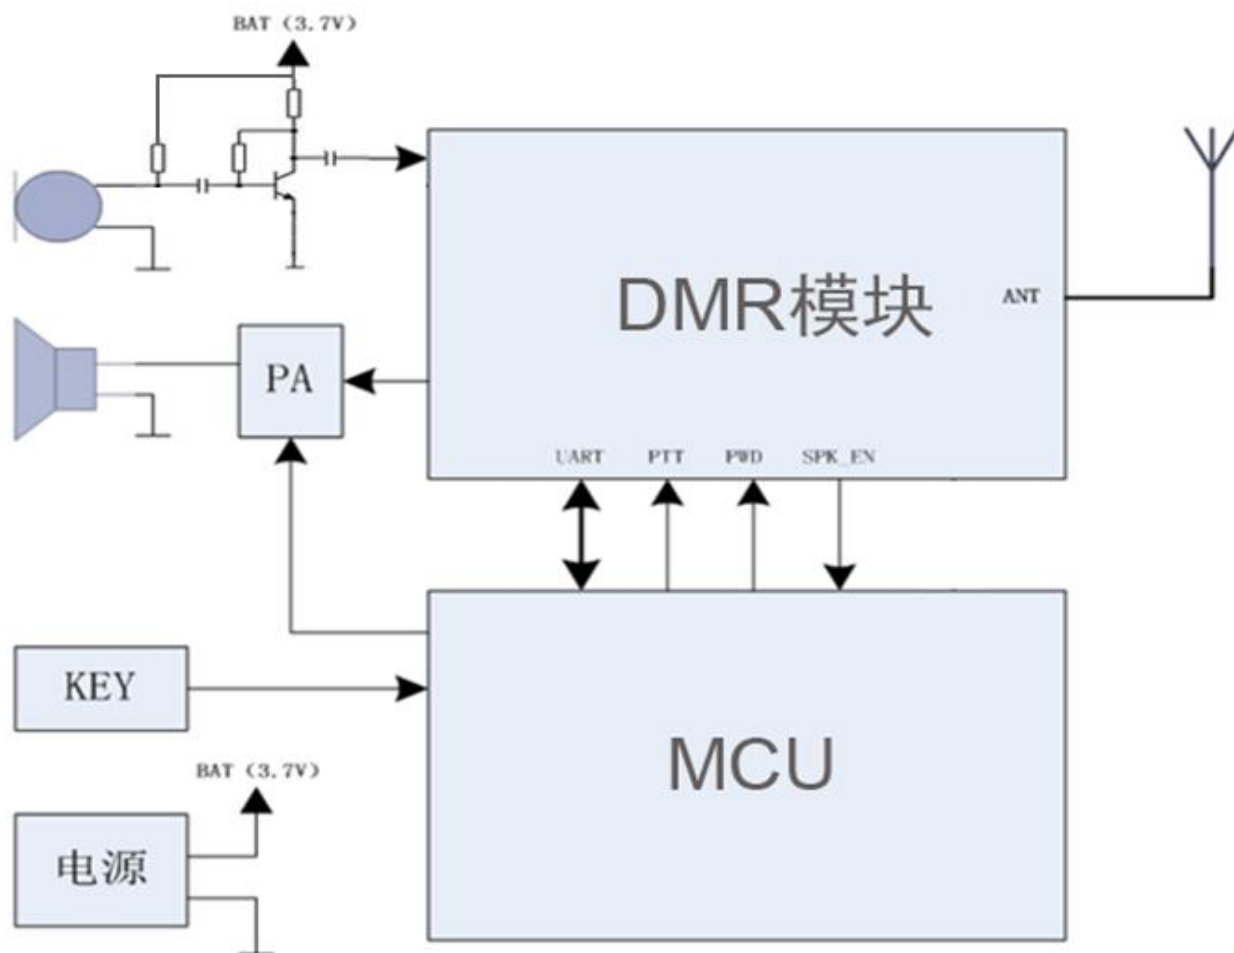 BAT (3.7V)
DMR模块
ANT
PA
UART PTT PWD SPK_EN
KEY
MCU
BAT (3.7V)
电源